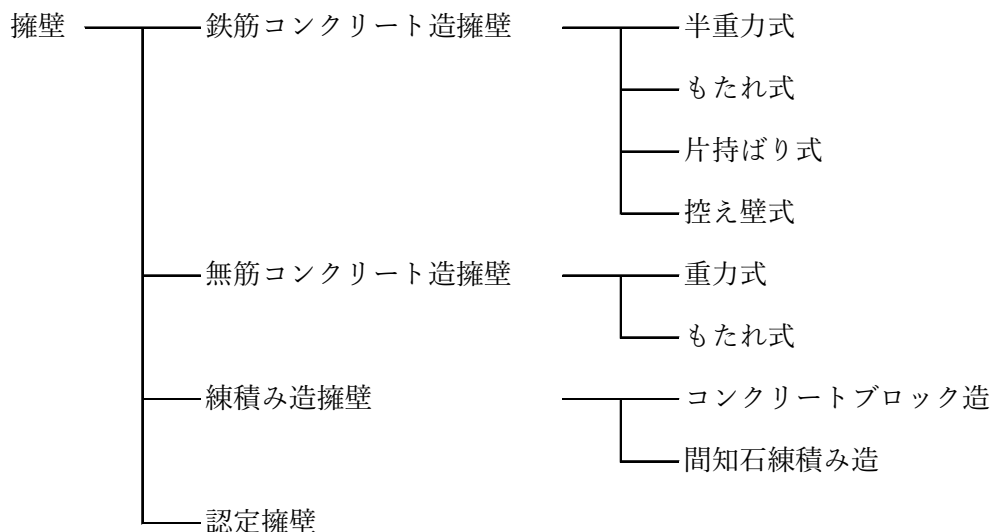 擁壁 鉄筋コンクリート造擁壁 半重力式
もたれ式
片持ばり式
控え壁式
無筋コンクリート造擁壁 重力式
もたれ式
練積み造擁壁 コンクリートブロック造
間知石練積み造
認定擁壁